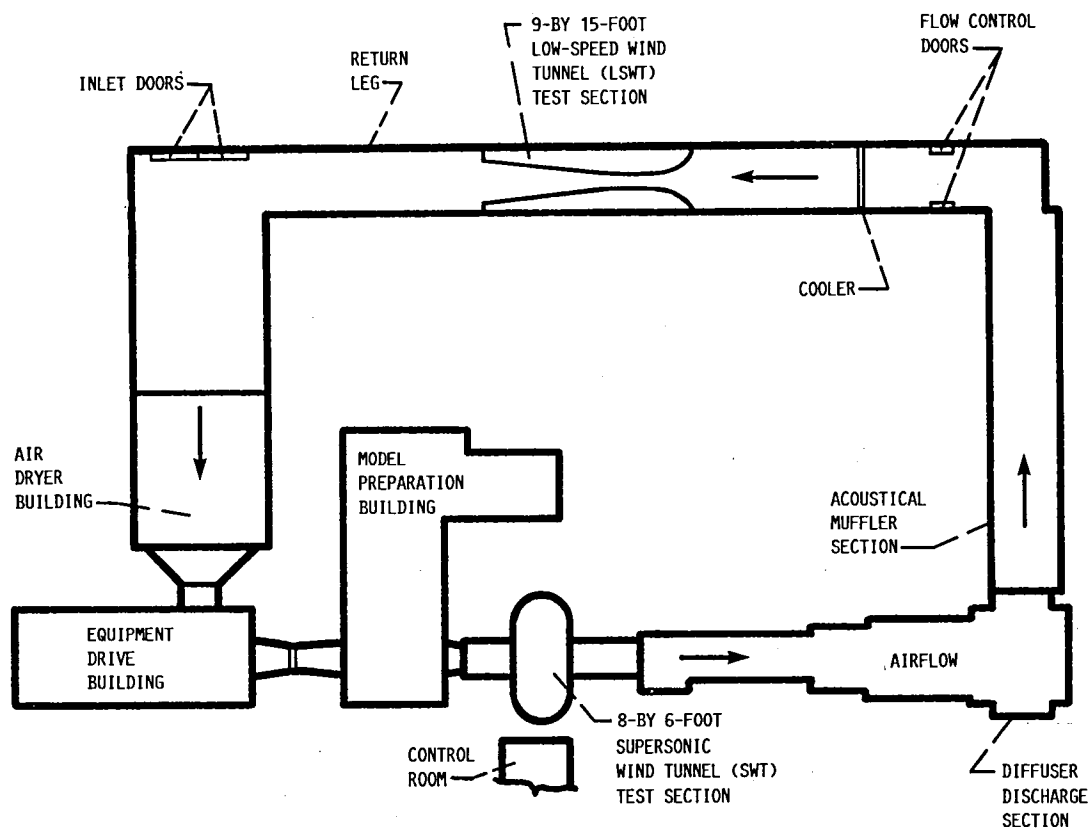 INLET DOORS
RETURN
LEG
9-BY 15-FOOT
LOW-SPEED WIND
TUNNEL (LSWT)
TEST SECTION
FLOW CONTROL
DOORS
COOLER
AIR
DRYER
BUILDING
MODEL
PREPARATION
BUILDING
ACOUSTICAL
MUFFLER
SECTION
EQUIPMENT
DRIVE
BUILDING
AIRFLOW
CONTROL
ROOM
8-BY 6-FOOT
SUPERSONIC
WIND TUNNEL (SWT)
TEST SECTION
DIFFUSER
DISCHARGE
SECTION